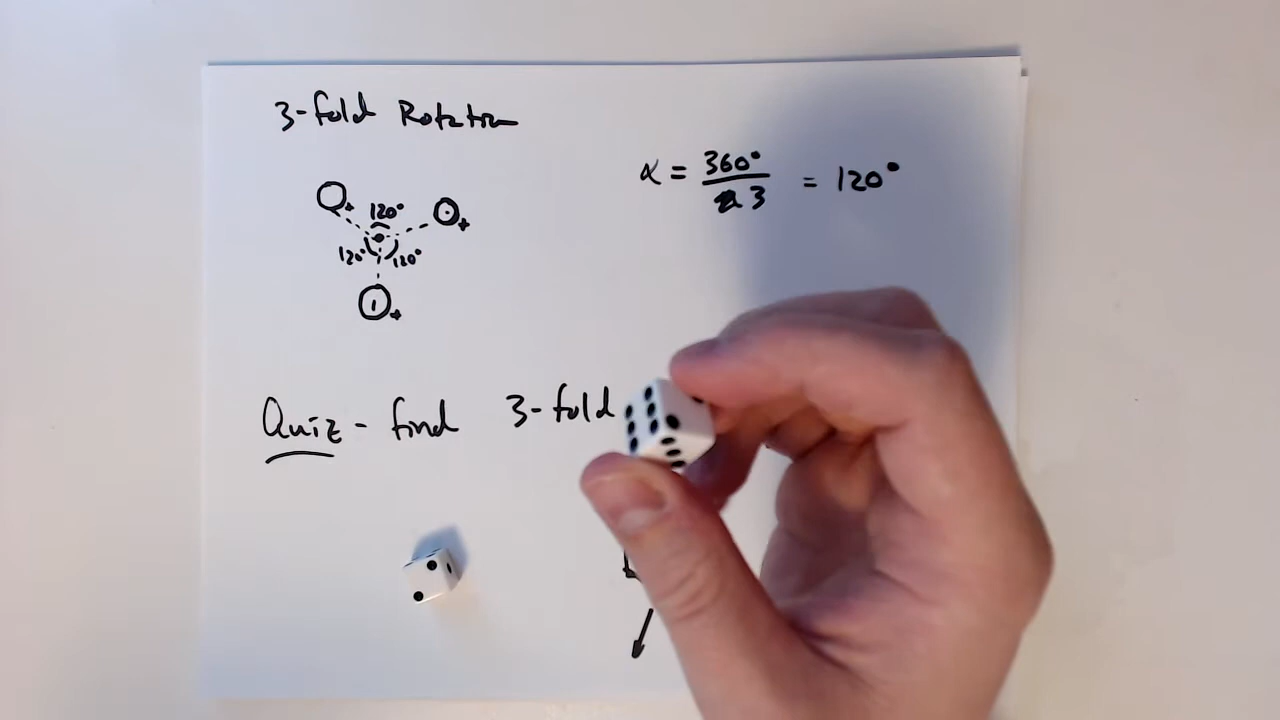 3-fold Rotation
α = 360° / 3 = 120°
120°
120° 120°
Quiz - find 3-fold